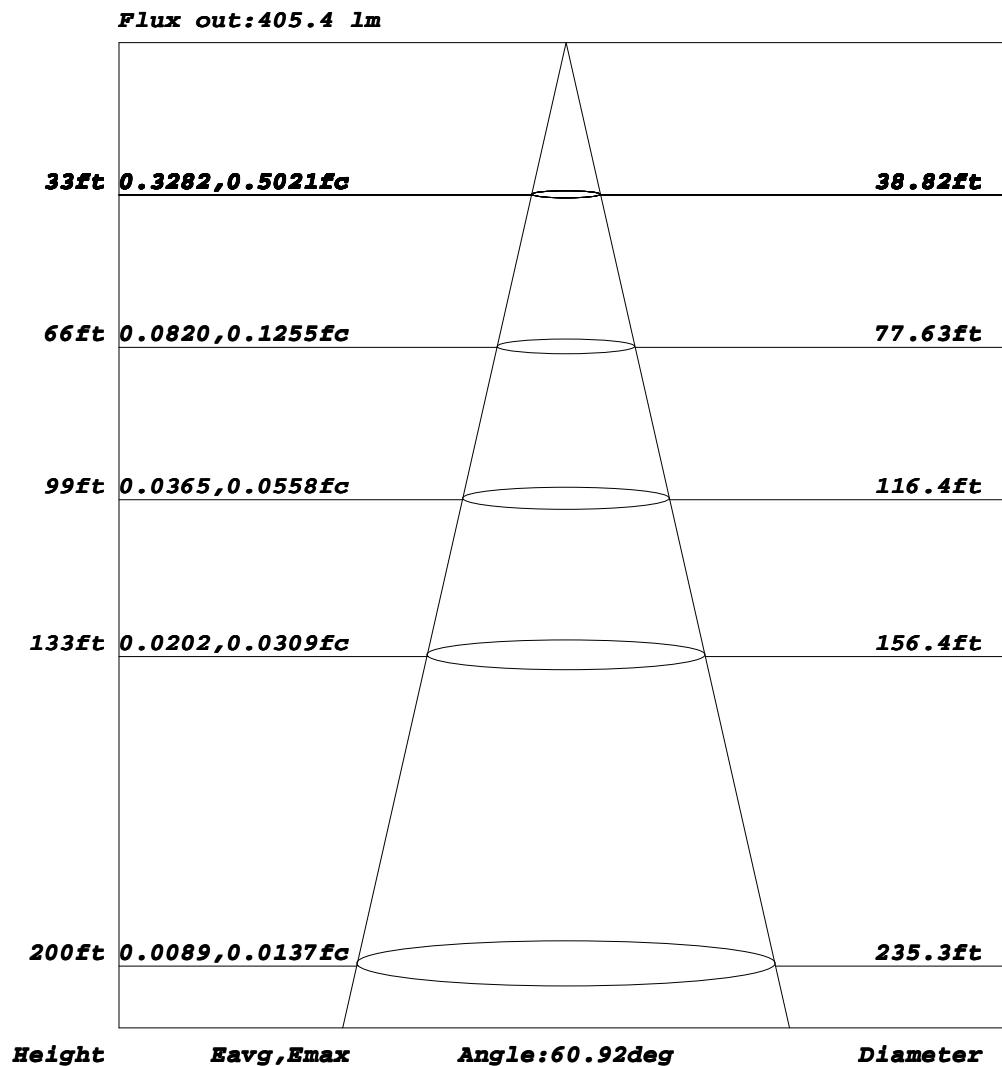 Flux out:405.4 lm
33ft 0.3282,0.5021fc 38.82ft
66ft 0.0820,0.1255fc 77.63ft
99ft 0.0365,0.0558fc 116.4ft
133ft 0.0202,0.0309fc 156.4ft
200ft 0.0089,0.0137fc 235.3ft
Height Eavg,Emax Angle:60.92deg Diameter